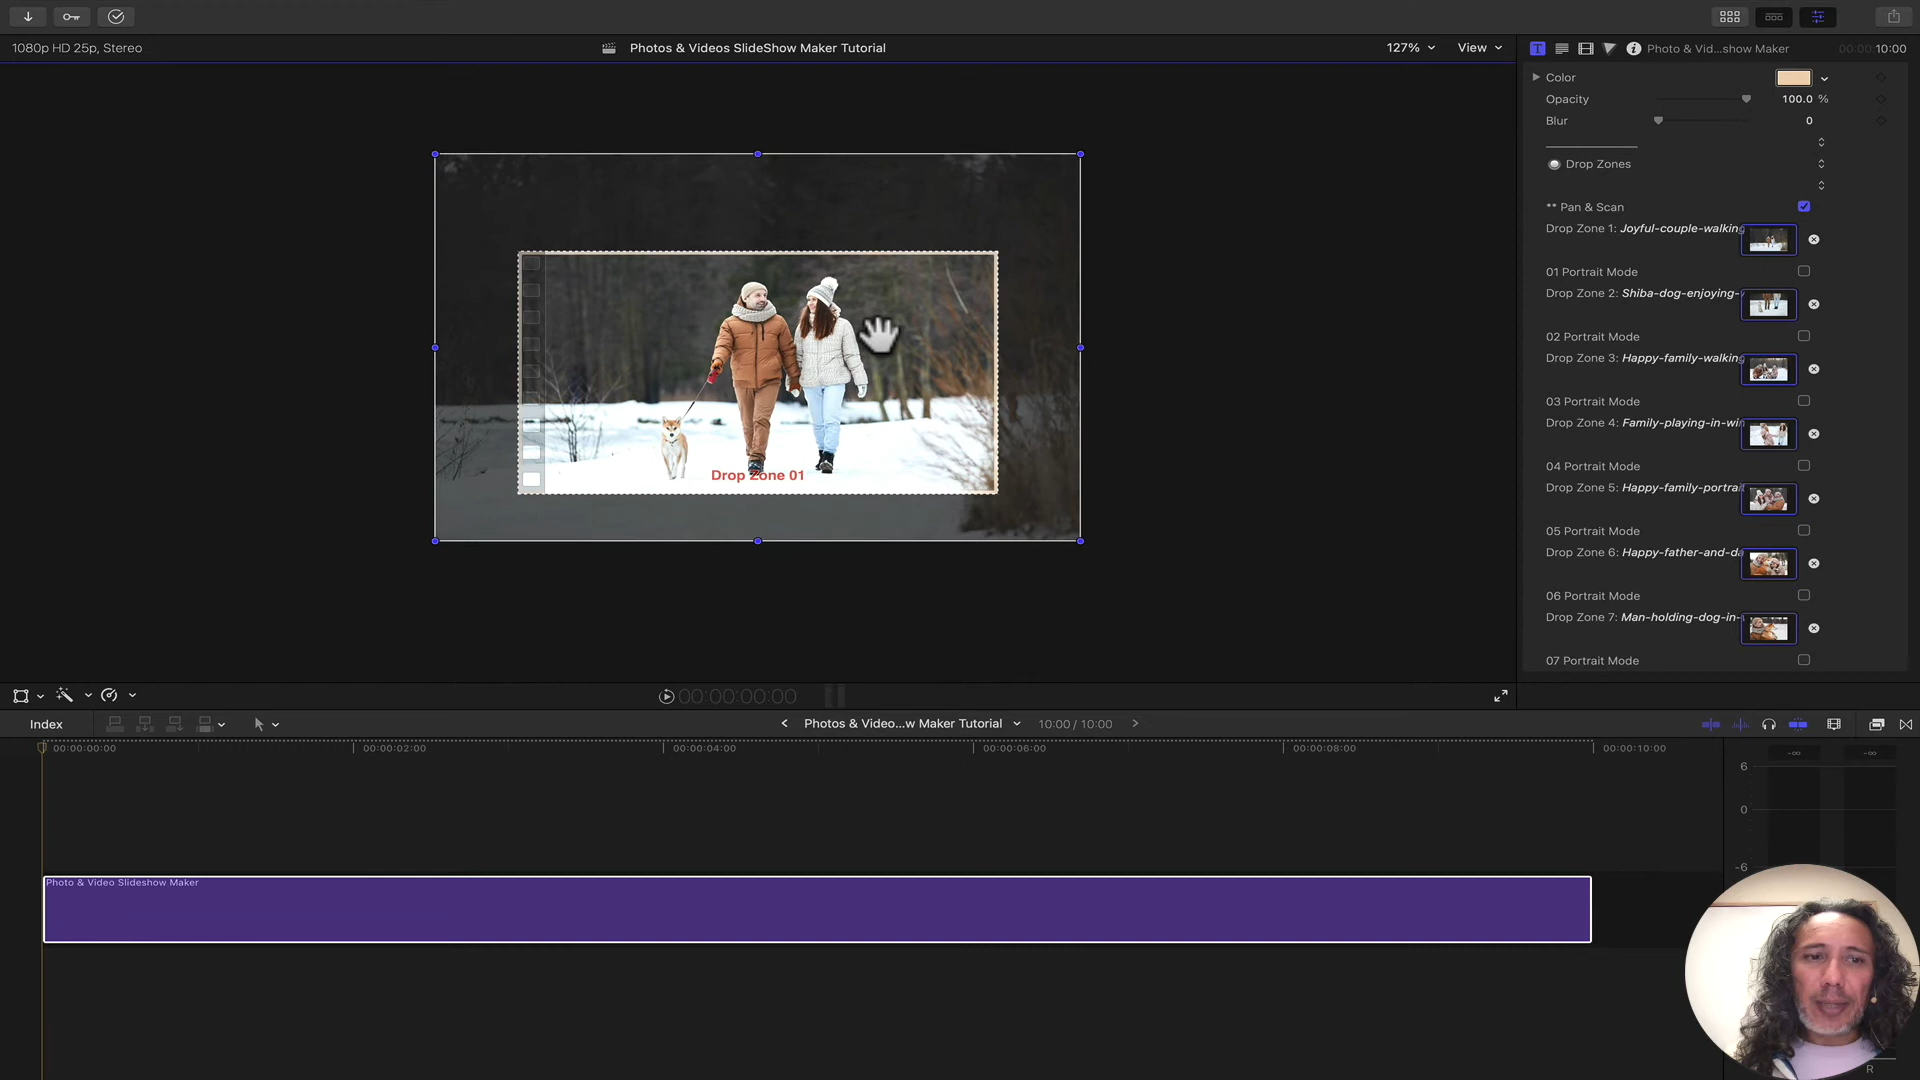 1080p HD 25p, Stereo
Photos & Videos SlideShow Maker Tutorial
127%
View
Photo & Vid...show Maker
00:00:10:00
Color
Opacity
100.0 %
Blur
0
Drop Zones
** Pan & Scan
Drop Zone 1: Joyful-couple-walking
01 Portrait Mode
Drop Zone 2: Shiba-dog-enjoying-
02 Portrait Mode
Drop Zone 3: Happy-family-walking
03 Portrait Mode
Drop Zone 4: Family-playing-in-win
04 Portrait Mode
Drop Zone 5: Happy-family-portrait
05 Portrait Mode
Drop Zone 6: Happy-father-and-da
06 Portrait Mode
Drop Zone 7: Man-holding-dog-in-
07 Portrait Mode
Drop Zone 01
00:00:00:00
Index
Photos & Video...w Maker Tutorial
10:00 / 10:00
00:00:00:00
00:00:02:00
00:00:04:00
00:00:06:00
00:00:08:00
00:00:10:00
-∞
-∞
6
0
-6
Photo & Video Slideshow Maker
R